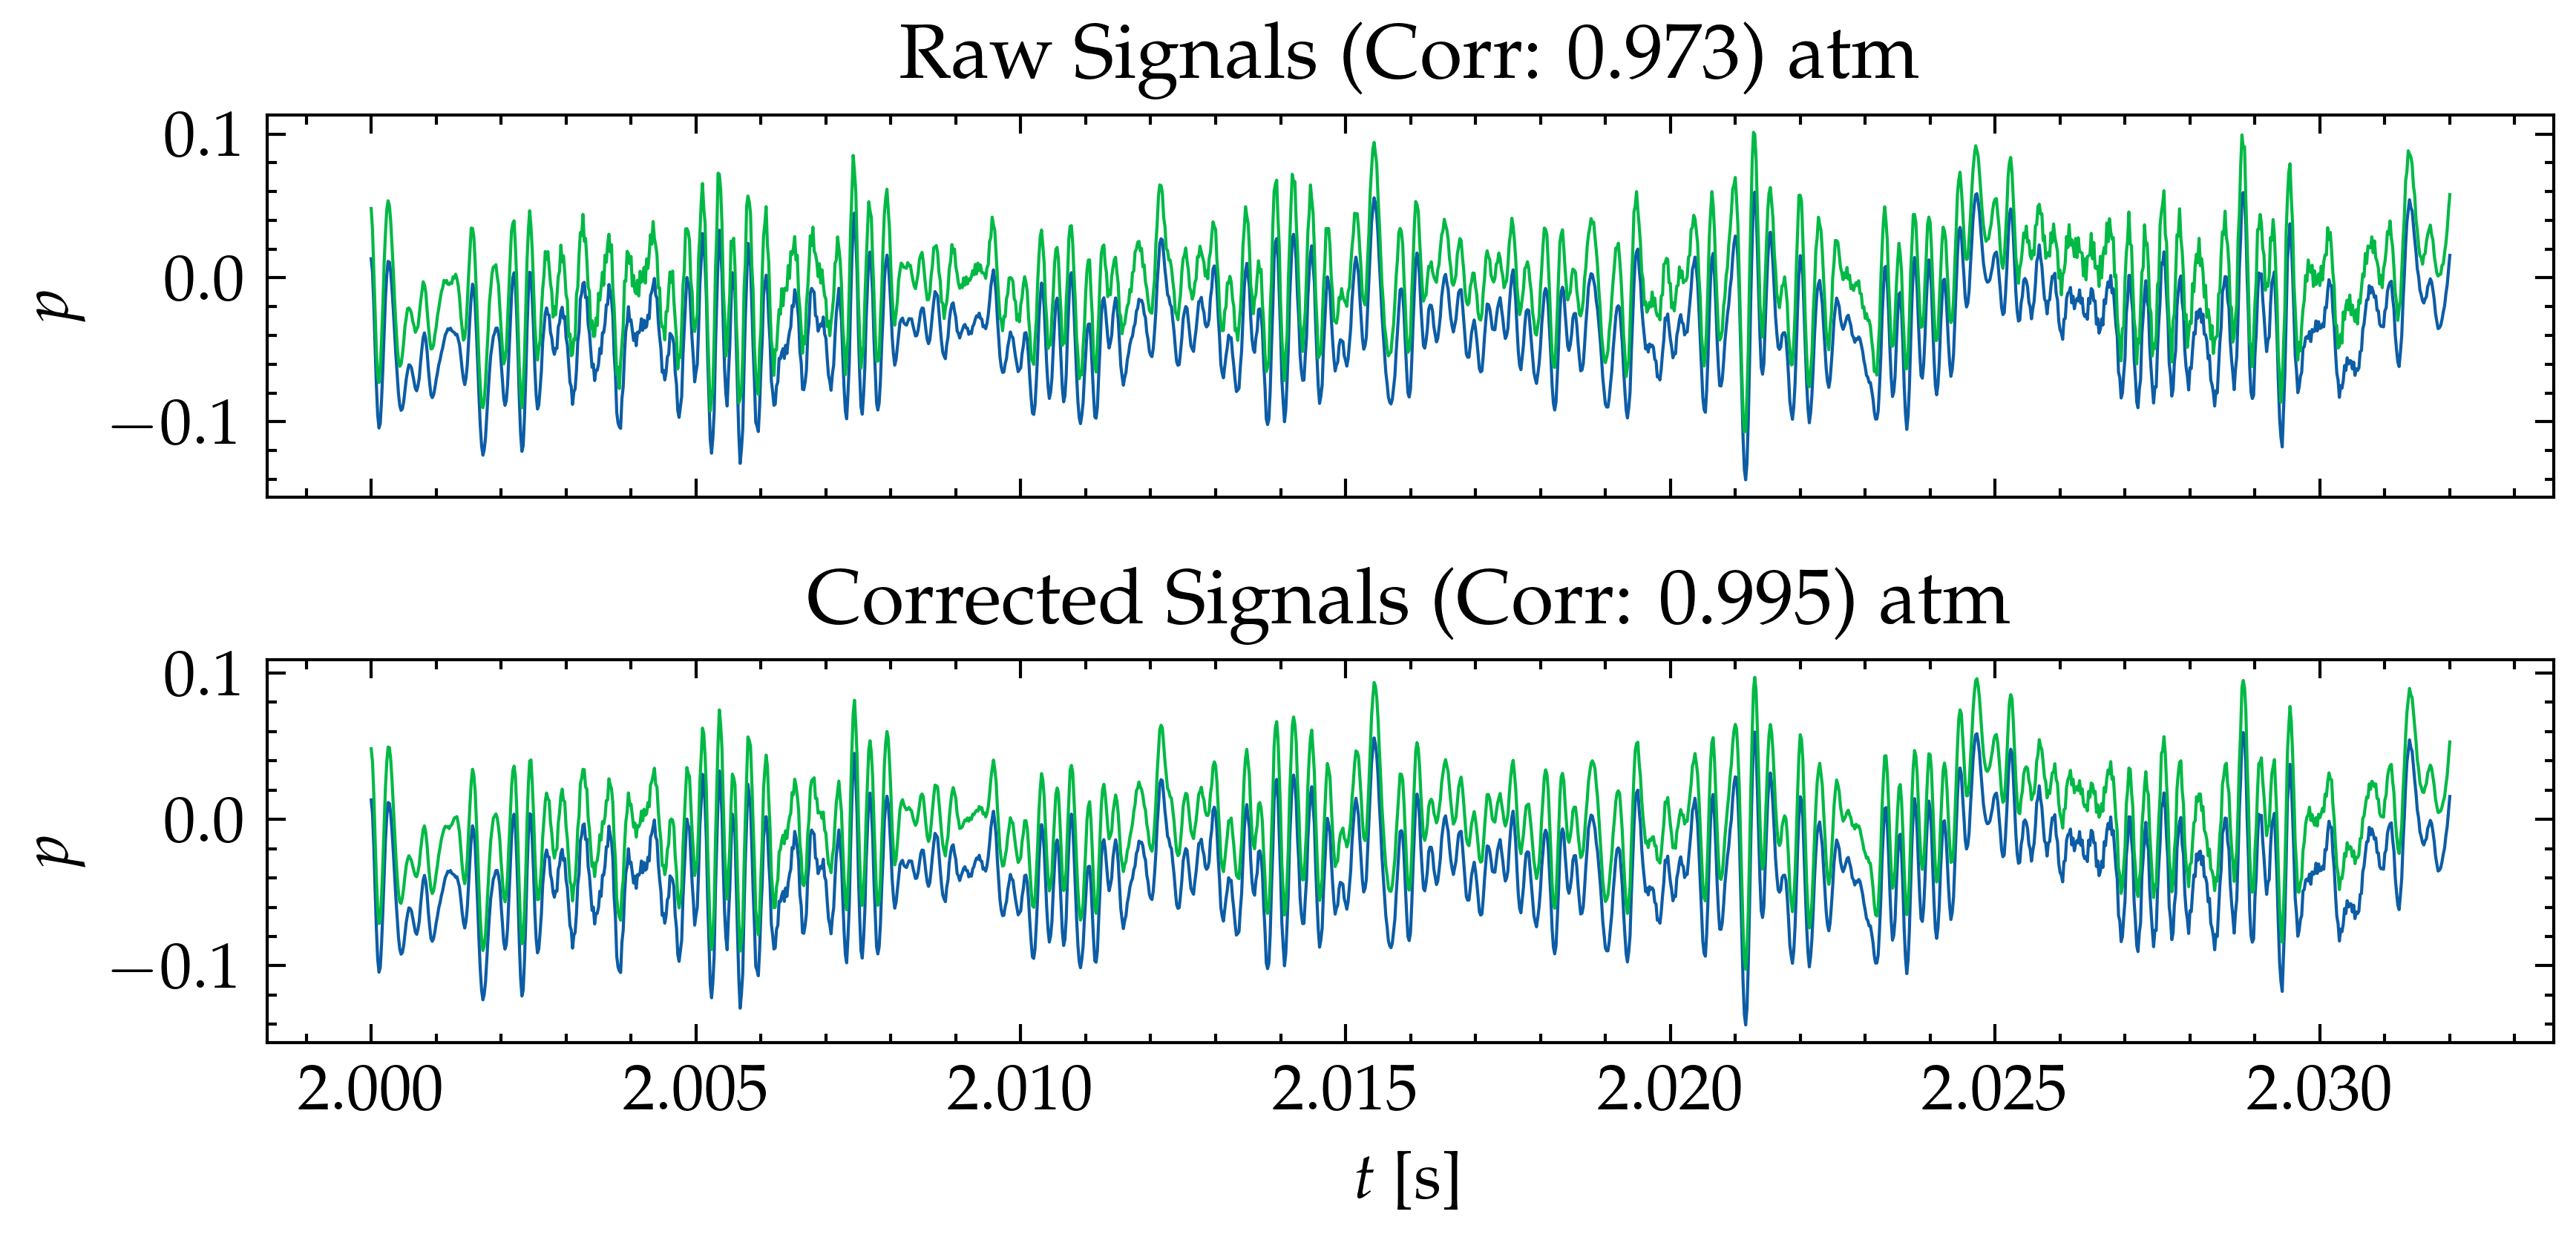 Raw Signals (Corr: 0.973) atm
0.1
0.0
−0.1
p
Corrected Signals (Corr: 0.995) atm
0.1
0.0
−0.1
p
2.000 2.005 2.010 2.015 2.020 2.025 2.030
t [s]